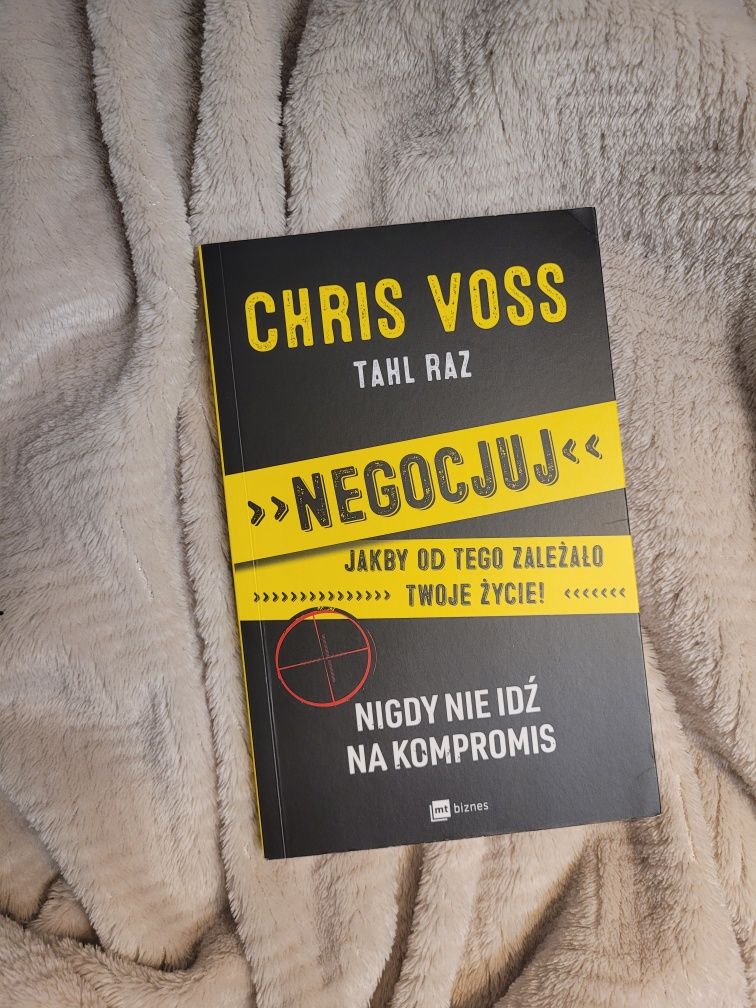 CHRIS VOSS
TAHL RAZ
>>NEGOCJUJ<<
JAKBY OD TEGO ZALEŻAŁO
>>>>>>>>>>>>>>> TWOJE ŻYCIE! <<<<<<<
NIGDY NIE IDŹ
NA KOMPROMIS
mt biznes